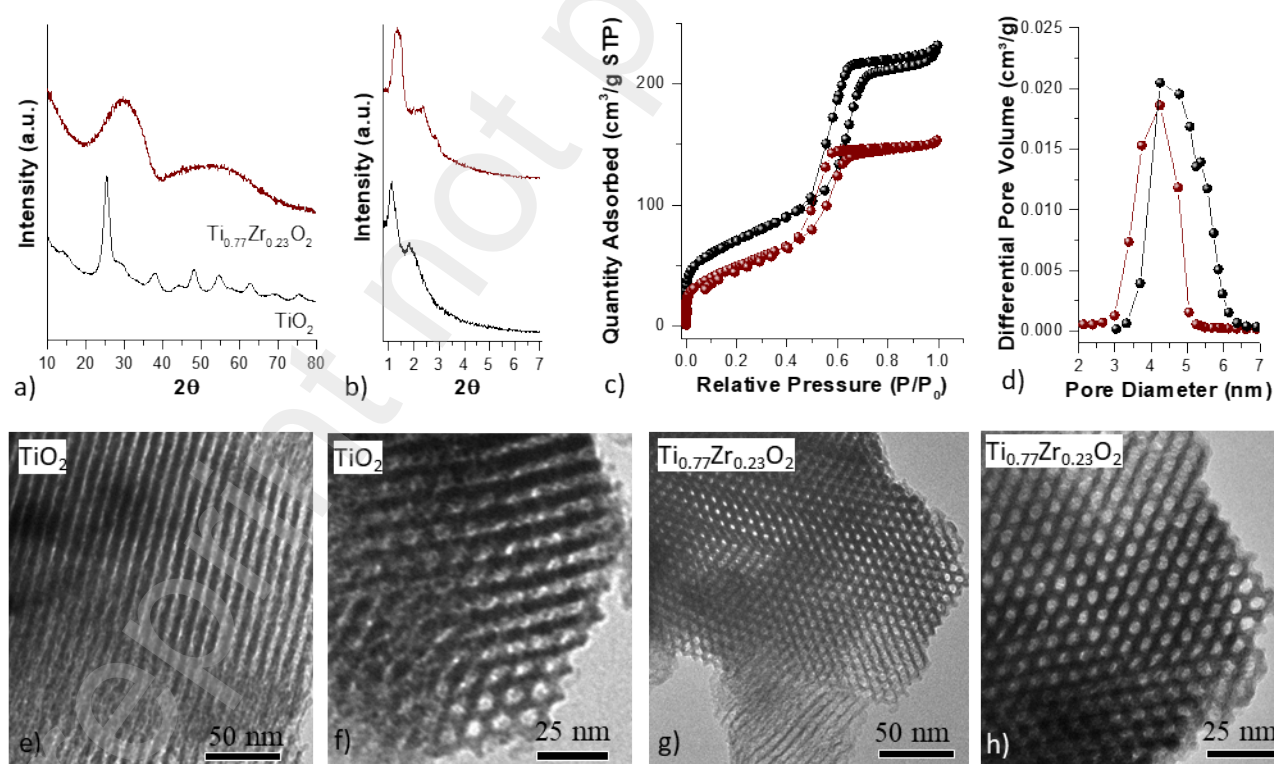 Intensity (a.u.)
Ti0.77Zr0.23O2
TiO2
10 20 30 40 50 60 70 80
a)
2θ
Intensity (a.u.)
1 2 3 4 5 6 7
b)
2θ
Quantity Adsorbed (cm³/g STP)
200
100
0
0.0 0.2 0.4 0.6 0.8 1.0
c)
Relative Pressure (P/P0)
Differential Pore Volume (cm³/g)
0.025
0.020
0.015
0.010
0.005
0.000
2 3 4 5 6 7
d)
Pore Diameter (nm)
TiO2
e)
50 nm
TiO2
f)
25 nm
Ti0.77Zr0.23O2
g)
50 nm
Ti0.77Zr0.23O2
h)
25 nm
eprint not p